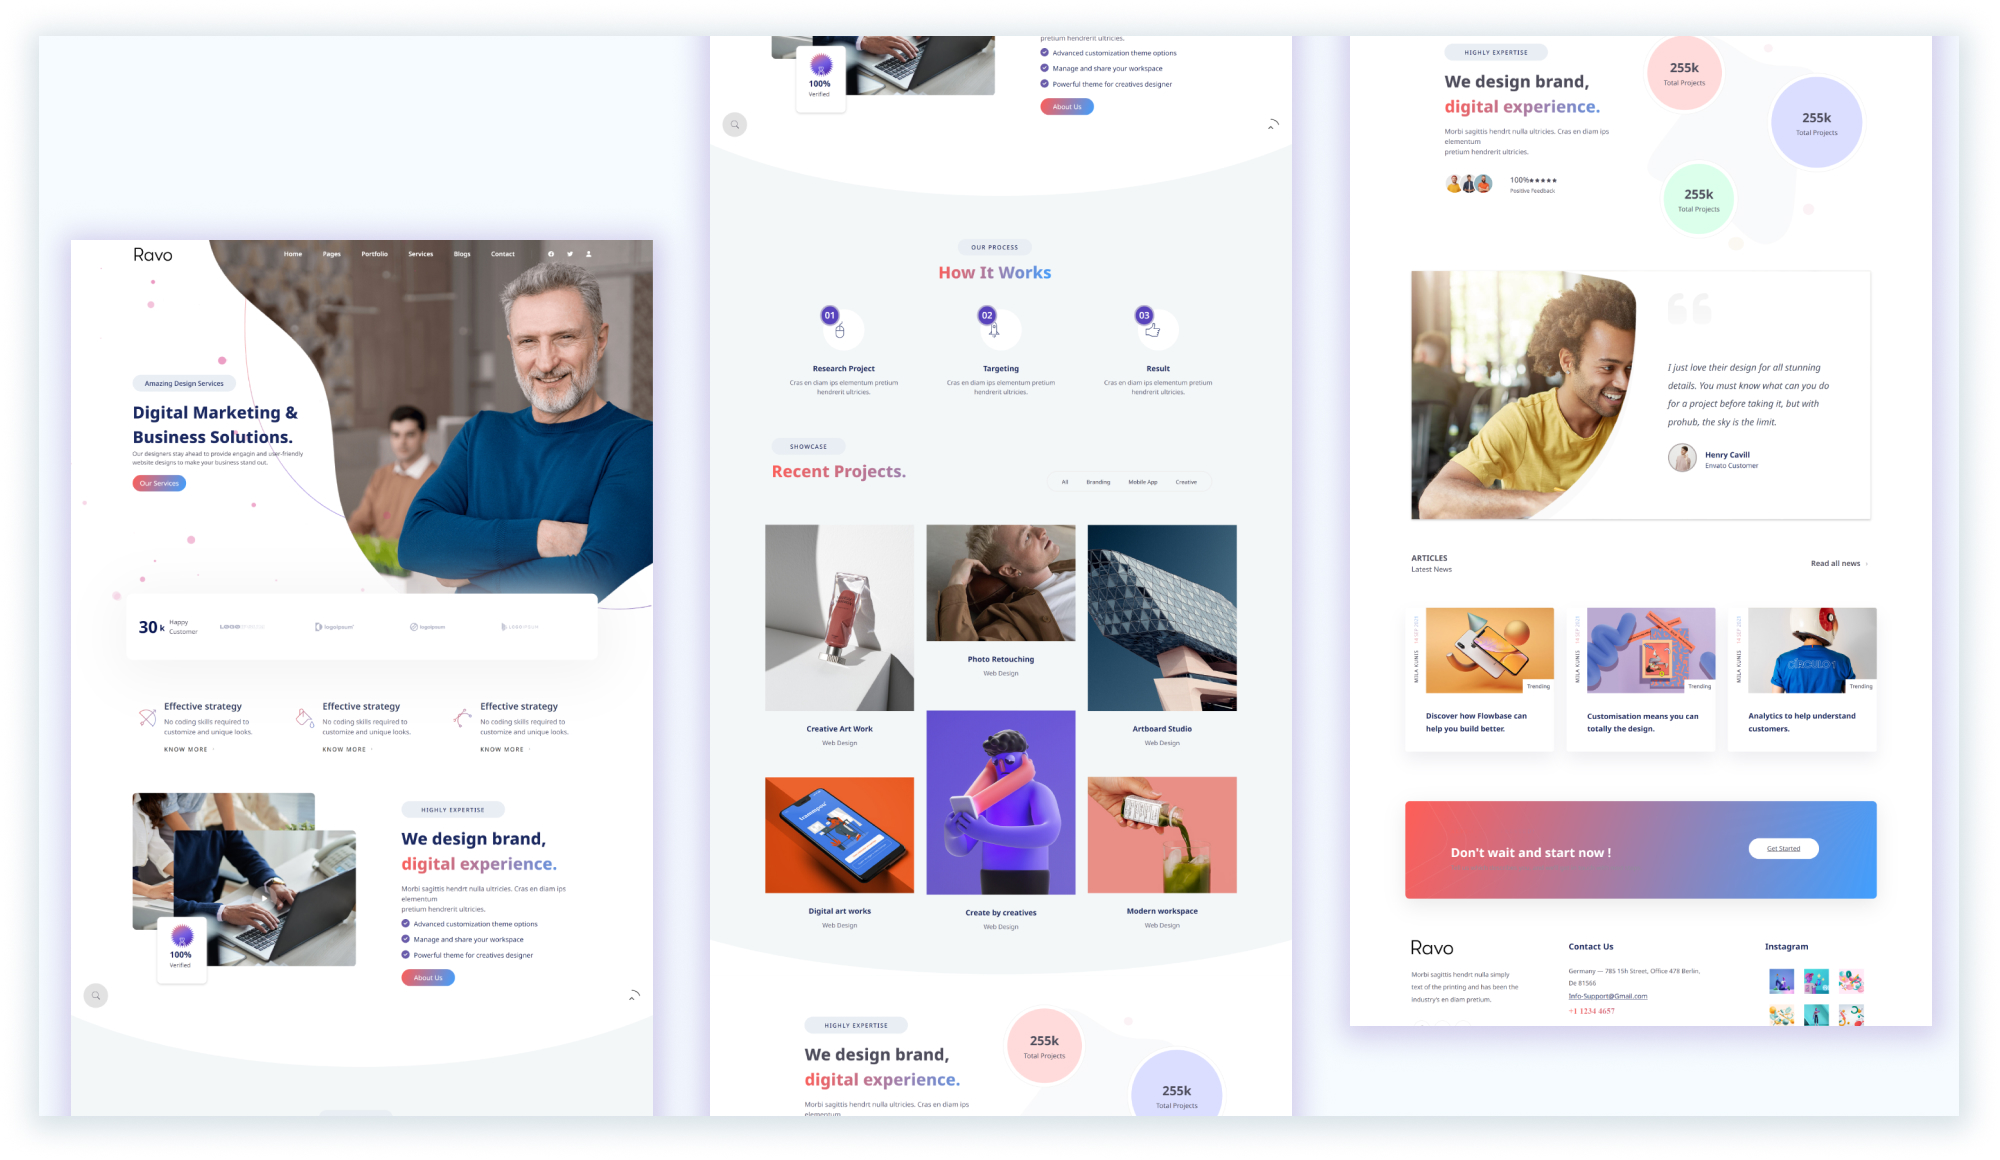 Ravo
Home Pages Portfolio Services Blogs Contact
Amazing Design Services
Digital Marketing &
Business Solutions.
Our designers stay ahead to provide engagin and user-friendly
website designs to make your business stand out.
Our Services
30 k Happy
Customer
logoipsum
logoipsum
Effective strategy
No coding skills required to
customize and unique looks.
KNOW MORE
Effective strategy
No coding skills required to
customize and unique looks.
KNOW MORE
Effective strategy
No coding skills required to
customize and unique looks.
KNOW MORE
100%
Verified
HIGHLY EXPERTISE
We design brand,
digital experience.
Morbi sagittis hendrt nulla ultricies. Cras en diam ips
elementum
pretium hendrerit ultricies.
Advanced customization theme options
Manage and share your workspace
Powerful theme for creatives designer
About Us
100%
Verified
pretium hendrerit ultricies.
Advanced customization theme options
Manage and share your workspace
Powerful theme for creatives designer
About Us
OUR PROCESS
How It Works
01
Research Project
Cras en diam ips elementum pretium
hendrerit ultricies.
02
Targeting
Cras en diam ips elementum pretium
hendrerit ultricies.
03
Result
Cras en diam ips elementum pretium
hendrerit ultricies.
SHOWCASE
Recent Projects.
All Branding Mobile App Creative
Creative Art Work
Web Design
Photo Retouching
Web Design
Artboard Studio
Web Design
Digital art works
Web Design
Create by creatives
Web Design
Modern workspace
Web Design
HIGHLY EXPERTISE
We design brand,
digital experience.
Morbi sagittis hendrt nulla ultricies. Cras en diam ips
elementum
255k
Total Projects
255k
Total Projects
HIGHLY EXPERTISE
We design brand,
digital experience.
Morbi sagittis hendrt nulla ultricies. Cras en diam ips
elementum
pretium hendrerit ultricies.
100%★★★★★
Positive Feedback
255k
Total Projects
255k
Total Projects
255k
Total Projects
I just love their design for all stunning
details. You must know what can you do
for a project before taking it, but with
prohub, the sky is the limit.
Henry Cavill
Envato Customer
ARTICLES
Latest News
Read all news
MILA KUNIS 14 SEP 2021
Trending
Discover how Flowbase can
help you build better.
MILA KUNIS 14 SEP 2021
Trending
Customisation means you can
totally the design.
MILA KUNIS 14 SEP 2021
CÍRCULO 1
Trending
Analytics to help understand
customers.
Don't wait and start now !
Get Started
Ravo
Morbi sagittis hendrt nulla simply
text of the printing and has been the
industry's en diam pretium.
Contact Us
Germany — 785 15h Street, Office 478 Berlin,
De 81566
Info-Support@Gmail.com
+1 1234 4657
Instagram